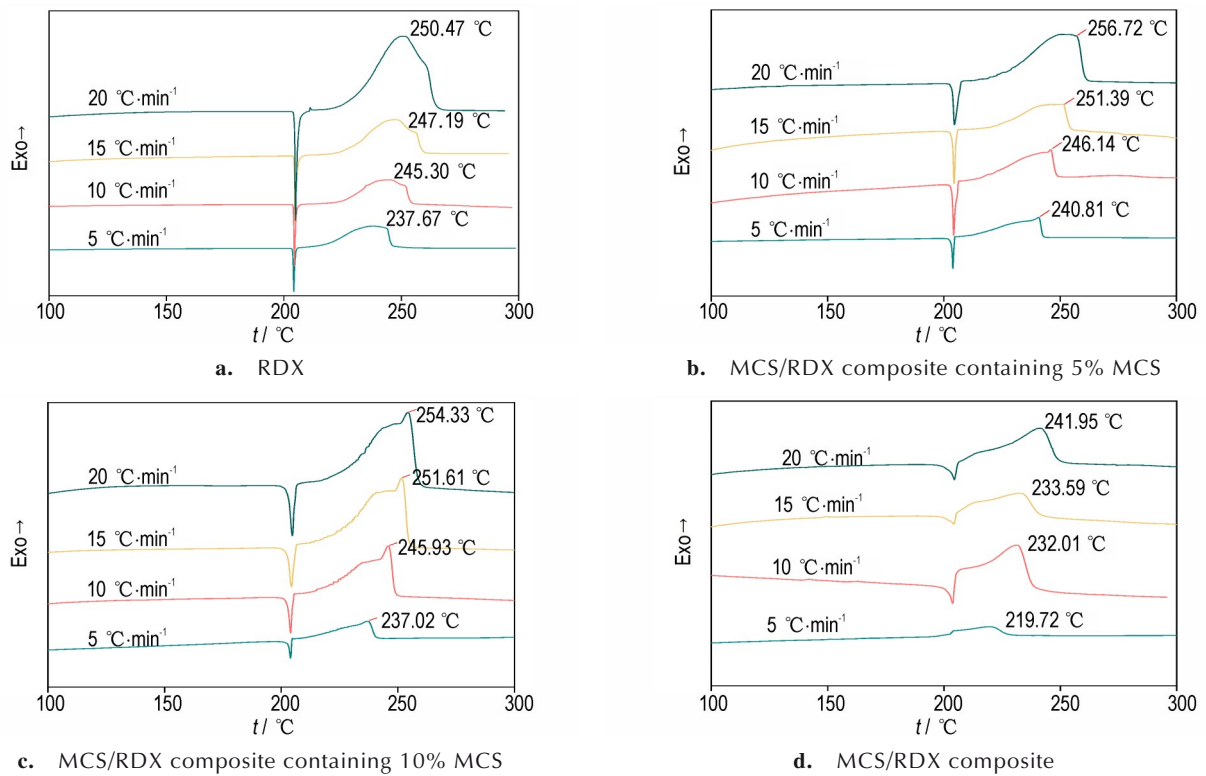 250.47 ℃
20 ℃·min⁻¹
247.19 ℃
15 ℃·min⁻¹
245.30 ℃
10 ℃·min⁻¹
237.67 ℃
5 ℃·min⁻¹
Exo→
100 150 200 250 300
t / ℃
a. RDX
256.72 ℃
20 ℃·min⁻¹
251.39 ℃
15 ℃·min⁻¹
246.14 ℃
10 ℃·min⁻¹
240.81 ℃
5 ℃·min⁻¹
Exo→
100 150 200 250 300
t / ℃
b. MCS/RDX composite containing 5% MCS
254.33 ℃
20 ℃·min⁻¹
251.61 ℃
15 ℃·min⁻¹
245.93 ℃
10 ℃·min⁻¹
237.02 ℃
5 ℃·min⁻¹
Exo→
100 150 200 250 300
t / ℃
c. MCS/RDX composite containing 10% MCS
241.95 ℃
20 ℃·min⁻¹
233.59 ℃
15 ℃·min⁻¹
232.01 ℃
10 ℃·min⁻¹
219.72 ℃
5 ℃·min⁻¹
Exo→
100 150 200 250 300
t / ℃
d. MCS/RDX composite